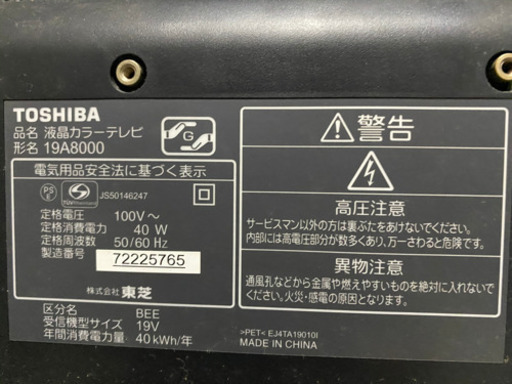 TOSHIBA
品名 液晶カラーテレビ
形名 19A8000
G
電気用品安全法に基づく表示
PS
E
JS50146247
定格電圧 100V～
定格消費電力 40 W
定格周波数 50/60 Hz
製造番号 72225765
株式会社 東芝
区分名 BEE
受信機型サイズ 19V
年間消費電力量 40kWh/年
警告
高圧注意
サービスマン以外の方は裏ぶたをあけないでください。
内部には高電圧部分が数多くあり、万一さわると危険です。
異物注意
通風孔などから金属や燃えやすいものなど入れないで
ください。火災・感電の原因となります。
>PET< EJ4TA19010I
MADE IN CHINA